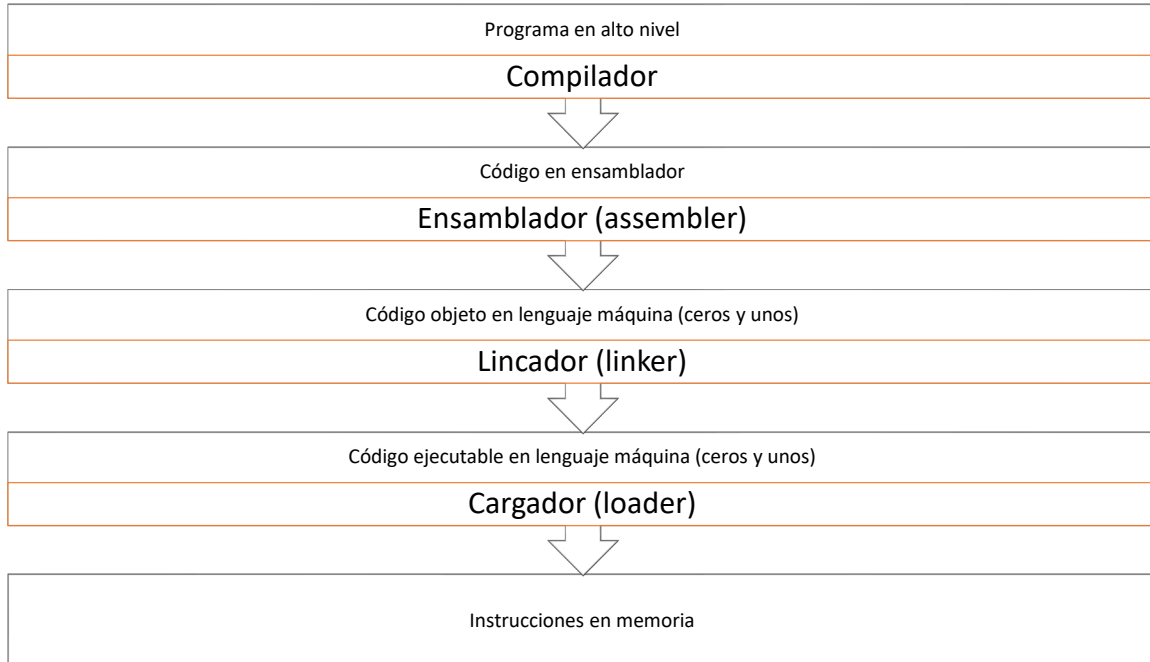 Programa en alto nivel
Compilador
Código en ensamblador
Ensamblador (assembler)
Código objeto en lenguaje máquina (ceros y unos)
Lincador (linker)
Código ejecutable en lenguaje máquina (ceros y unos)
Cargador (loader)
Instrucciones en memoria